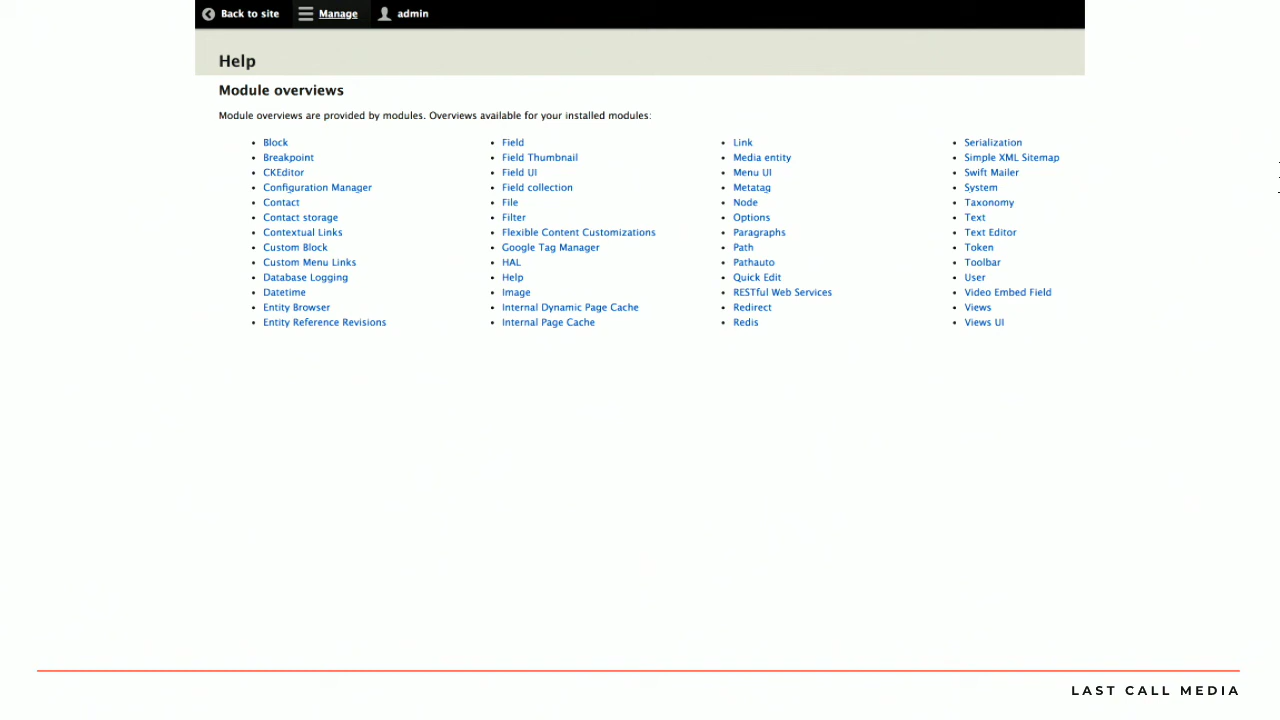 Back to site Manage admin
Help
Module overviews
Module overviews are provided by modules. Overviews available for your installed modules:
Block
Breakpoint
CKEditor
Configuration Manager
Contact
Contact storage
Contextual Links
Custom Block
Custom Menu Links
Database Logging
Datetime
Entity Browser
Entity Reference Revisions
Field
Field Thumbnail
Field UI
Field collection
File
Filter
Flexible Content Customizations
Google Tag Manager
HAL
Help
Image
Internal Dynamic Page Cache
Internal Page Cache
Link
Media entity
Menu UI
Metatag
Node
Options
Paragraphs
Path
Pathauto
Quick Edit
RESTful Web Services
Redirect
Redis
Serialization
Simple XML Sitemap
Swift Mailer
System
Taxonomy
Text
Text Editor
Token
Toolbar
User
Video Embed Field
Views
Views UI
LAST CALL MEDIA